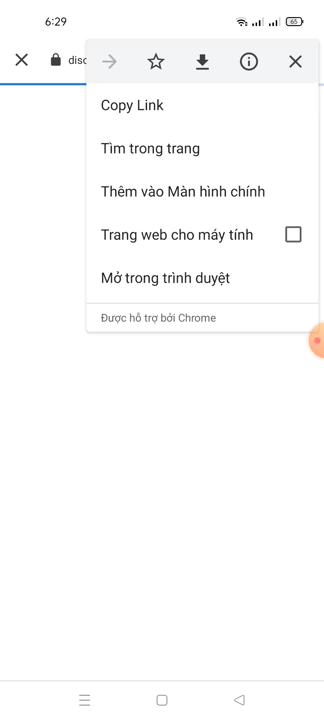 6:29
65
disc
Copy Link
Tìm trong trang
Thêm vào Màn hình chính
Trang web cho máy tính
Mở trong trình duyệt
Được hỗ trợ bởi Chrome